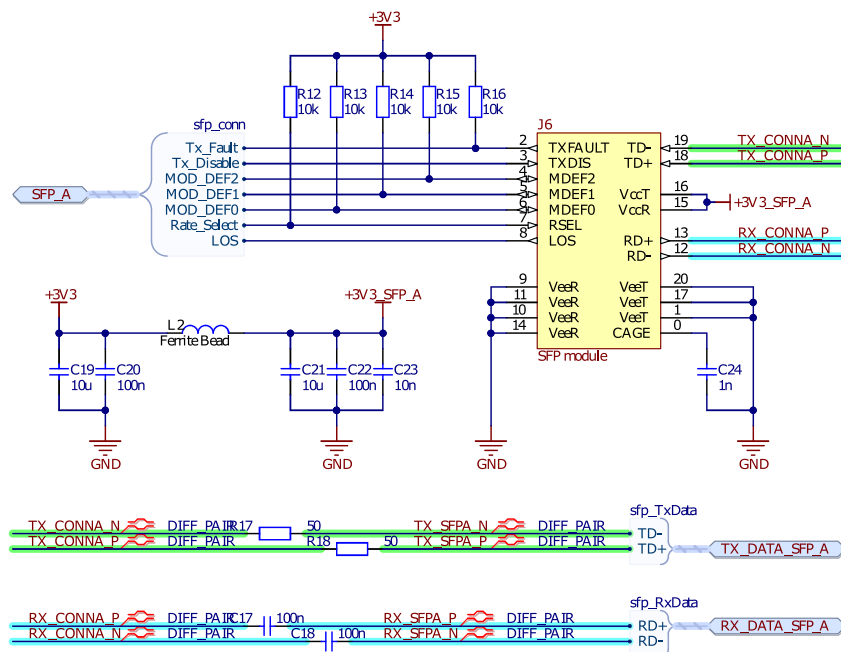 +3V3
R12 R13 R14 R15 R16
10k 10k 10k 10k 10k
sfp_conn
J6
Tx_Fault 2 TXFAULT TD- 19 TX_CONNA_N
Tx_Disable 3 TXDIS TD+ 18 TX_CONNA_P
MOD_DEF2 4 MDEF2
SFP_A MOD_DEF1 5 MDEF1 VccT 16
MOD_DEF0 6 MDEF0 VccR 15 +3V3_SFP_A
Rate_Select 7 RSEL RD+ 13 RX_CONNA_P
LOS 8 LOS RD- 12 RX_CONNA_N
9 VeeR VeeT 20
11 VeeR VeeT 17
10 VeeR VeeT 1
14 VeeR CAGE 0
SFP module
+3V3 +3V3_SFP_A
L2
Ferrite Bead
C19 C20 C21 C22 C23 C24
10u 100n 10u 100n 10n 1n
GND GND GND GND
sfp_TxData
TX_CONNA_N DIFF_PAIR R17 50 TX_SFPA_N DIFF_PAIR TD-
TX_CONNA_P DIFF_PAIR R18 50 TX_SFPA_P DIFF_PAIR TD+ TX_DATA_SFP_A
sfp_RxData
RX_CONNA_P DIFF_PAIR C17 100n RX_SFPA_P DIFF_PAIR RD+ RX_DATA_SFP_A
RX_CONNA_N DIFF_PAIR C18 100n RX_SFPA_N DIFF_PAIR RD-